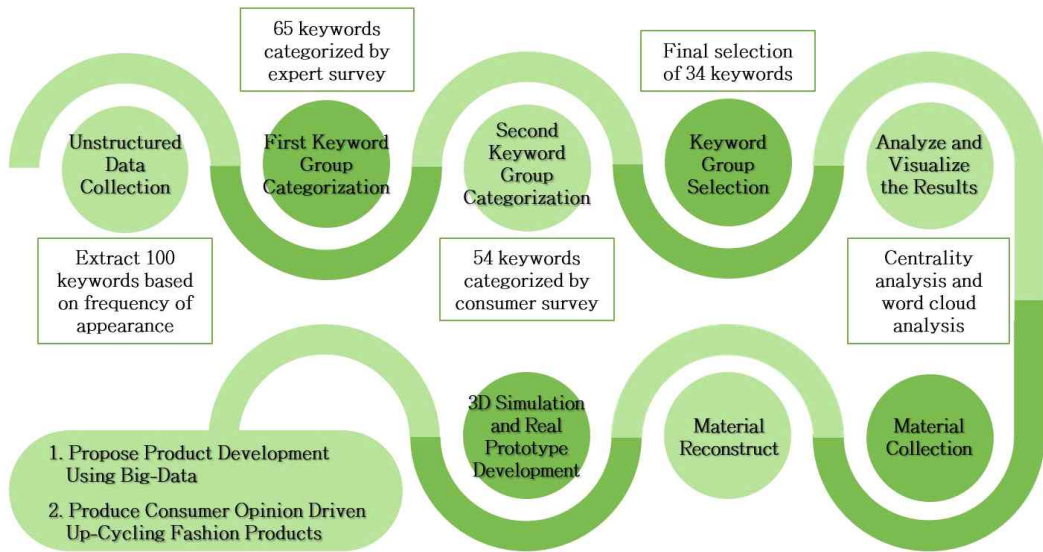 65 keywords
categorized by
expert survey
Final selection
of 34 keywords
Unstructured
Data
Collection
First Keyword
Group
Categorization
Second
Keyword
Group
Categorization
Keyword
Group
Selection
Analyze and
Visualize
the Results
Extract 100
keywords based
on frequency of
appearance
54 keywords
categorized by
consumer survey
Centrality
analysis and
word cloud
analysis
3D Simulation
and Real
Prototype
Development
Material
Reconstruct
Material
Collection
1. Propose Product Development
Using Big-Data
2. Produce Consumer Opinion Driven
Up-Cycling Fashion Products